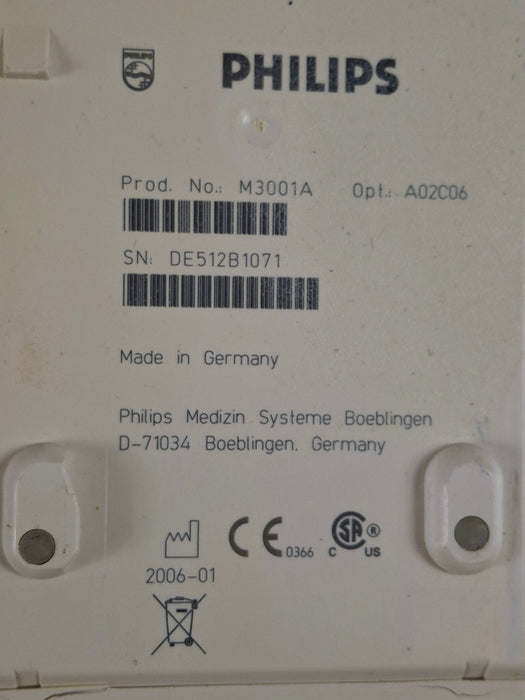 PHILIPS
PHILIPS
Prod. No.: M3001A Opt.: A02C06
SN: DE512B1071
Made in Germany
Philips Medizin Systeme Boeblingen
D-71034 Boeblingen. Germany
CE 0366 C SA ® US
2006-01